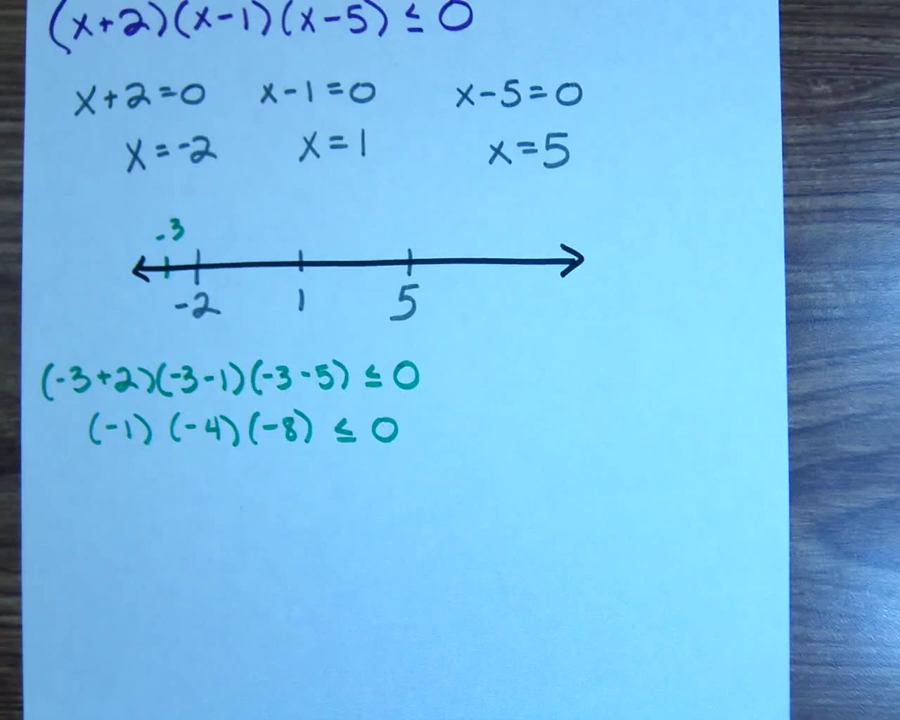 (x+2)(x-1)(x-5) ≤ 0
x+2=0 x-1=0 x-5=0
x=-2 x=1 x=5
-3
-2 1 5
(-3+2)(-3-1)(-3-5) ≤ 0
(-1) (-4)(-8) ≤ 0